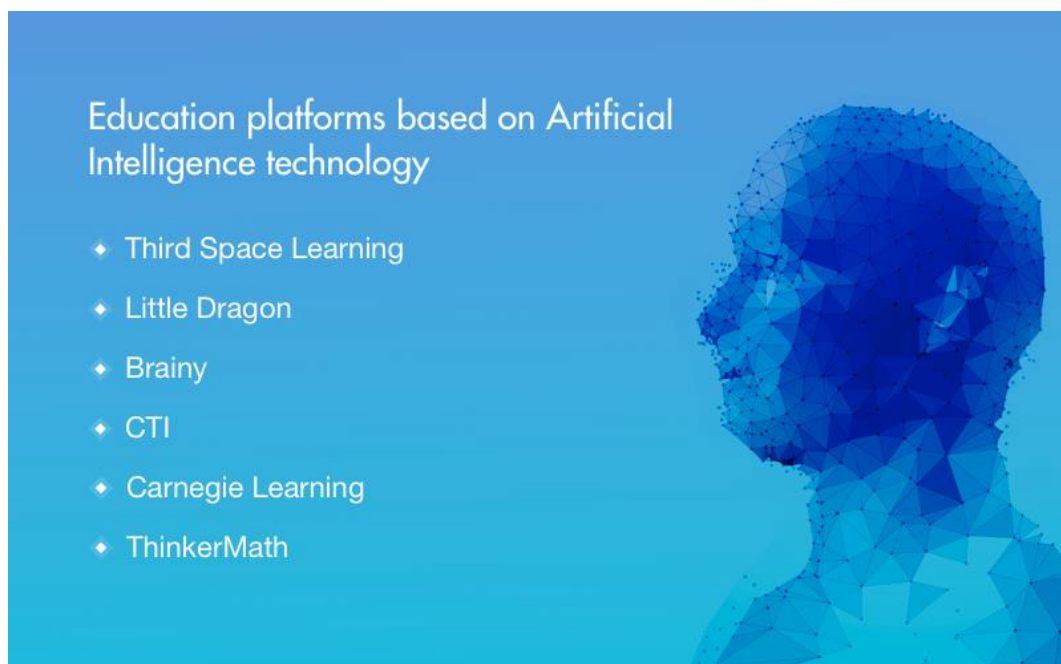 Education platforms based on Artificial
Intelligence technology
Third Space Learning
Little Dragon
Brainy
CTI
Carnegie Learning
ThinkerMath